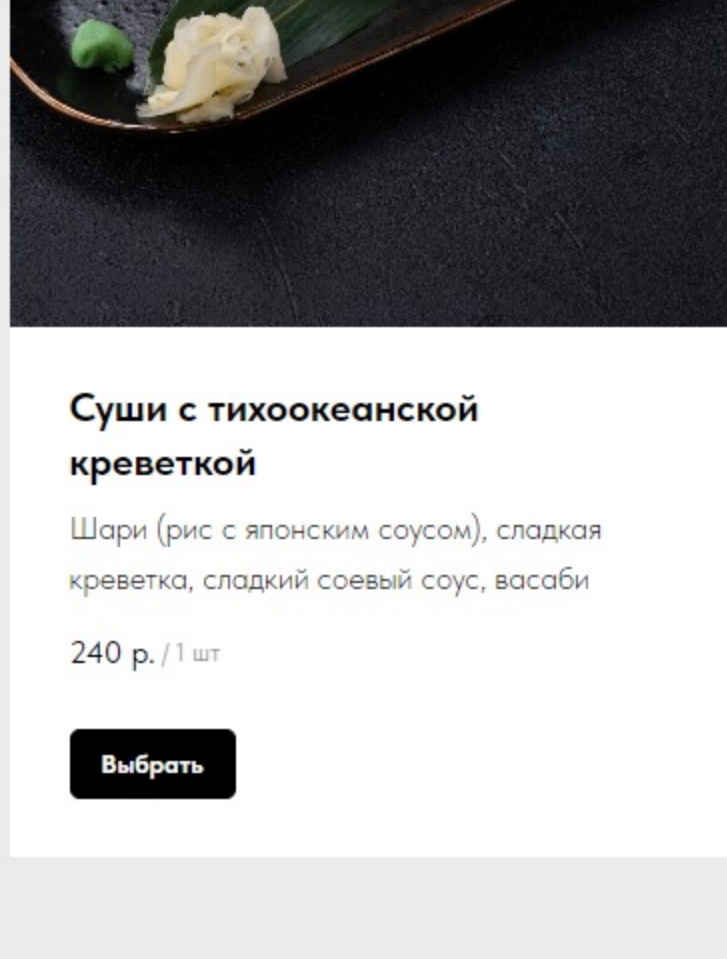 Суши с тихоокеанской
креветкой
Шари (рис с японским соусом), сладкая
креветка, сладкий соевый соус, васаби
240 р. / 1 шт
Выбрать